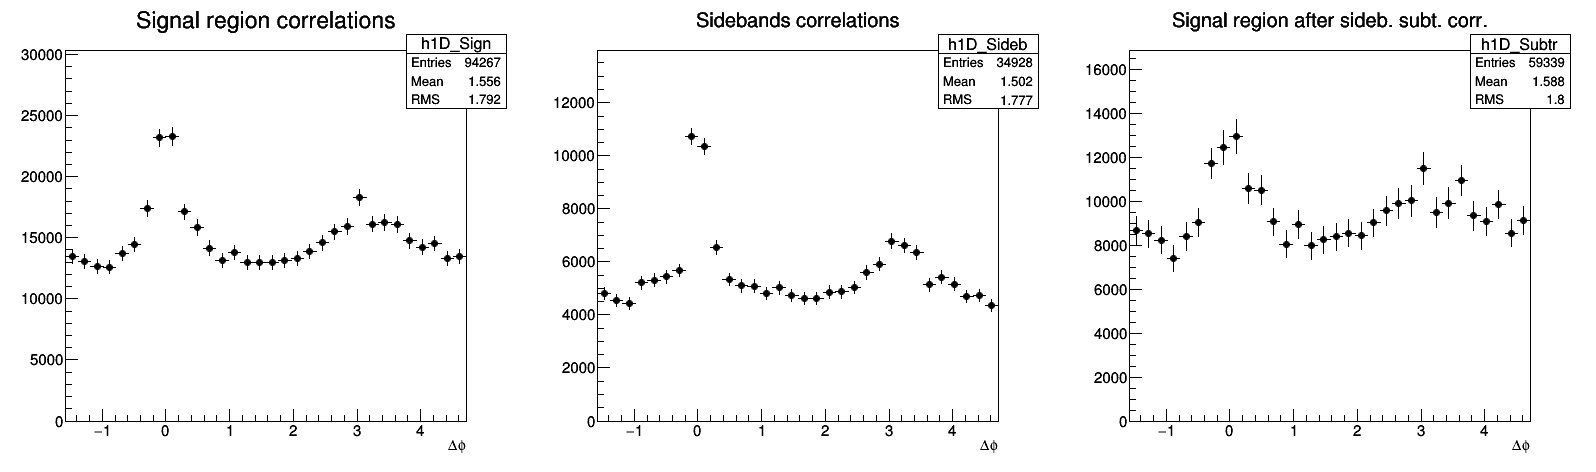 Signal region correlations
h1D_Sign
Entries 94267
Mean 1.556
RMS 1.792
30000
25000
20000
15000
10000
5000
0
−1 0 1 2 3 4
Δϕ
Sidebands correlations
h1D_Sideb
Entries 34928
Mean 1.502
RMS 1.777
12000
10000
8000
6000
4000
2000
0
−1 0 1 2 3 4
Δϕ
Signal region after sideb. subt. corr.
h1D_Subtr
Entries 59339
Mean 1.588
RMS 1.8
16000
14000
12000
10000
8000
6000
4000
2000
0
−1 0 1 2 3 4
Δϕ